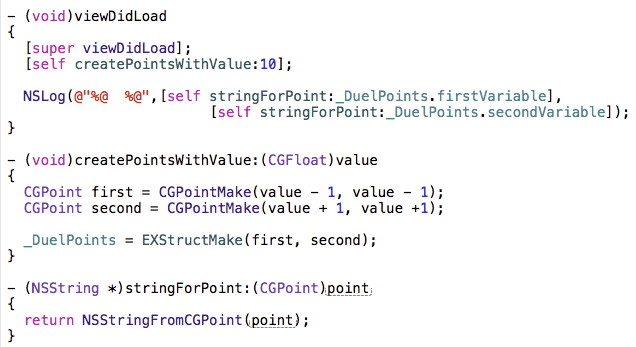 - (void)viewDidLoad
{
  [super viewDidLoad];
  [self createPointsWithValue:10];

  NSLog(@"%@  %@",[self stringForPoint:_DuelPoints.firstVariable],
                        [self stringForPoint:_DuelPoints.secondVariable]);
}

- (void)createPointsWithValue:(CGFloat)value
{
  CGPoint first = CGPointMake(value - 1, value - 1);
  CGPoint second = CGPointMake(value + 1, value +1);

  _DuelPoints = EXStructMake(first, second);
}

- (NSString *)stringForPoint:(CGPoint)point
{
  return NSStringFromCGPoint(point);
}